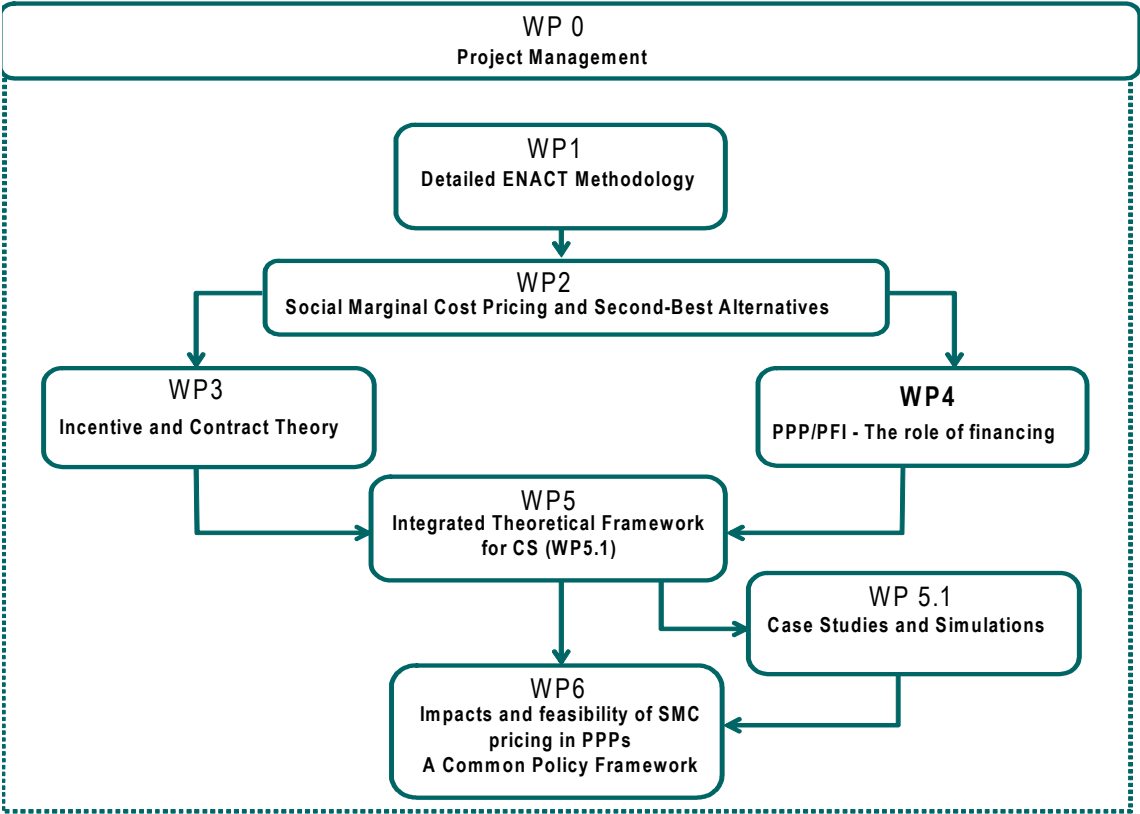 WP 0
Project Management
WP1
Detailed ENACT Methodology
WP2
Social Marginal Cost Pricing and Second-Best Alternatives
WP3
Incentive and Contract Theory
WP4
PPP/PFI - The role of financing
WP5
Integrated Theoretical Framework
for CS (WP5.1)
WP 5.1
Case Studies and Simulations
WP6
Impacts and feasibility of SMC
pricing in PPPs
A Common Policy Framework